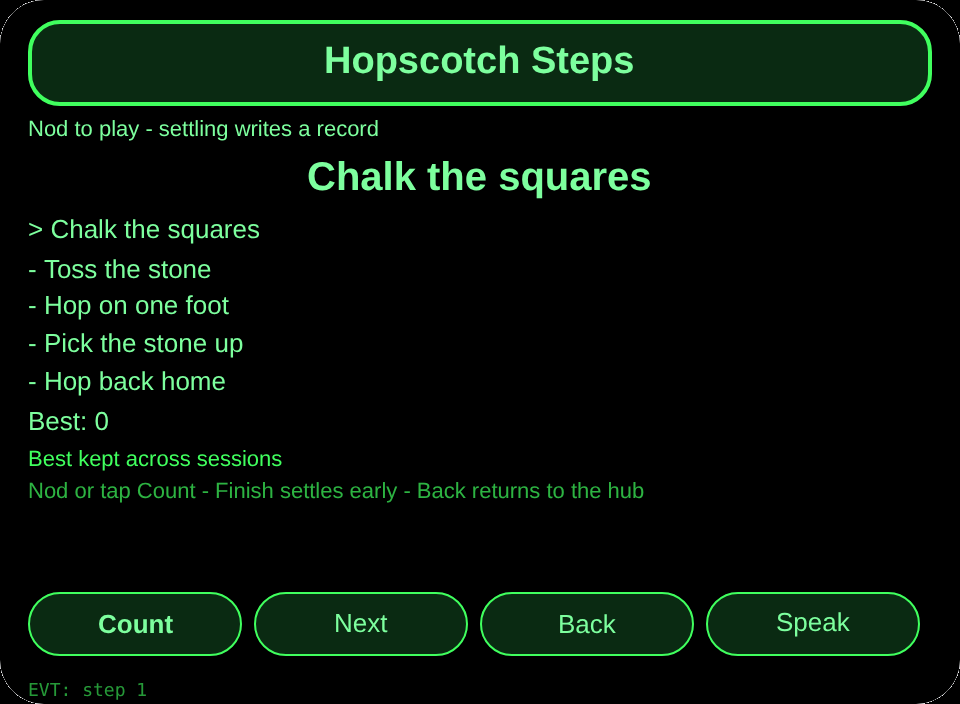 Hopscotch Steps
Nod to play - settling writes a record
Chalk the squares
> Chalk the squares
- Toss the stone
- Hop on one foot
- Pick the stone up
- Hop back home
Best: 0
Best kept across sessions
Nod or tap Count - Finish settles early - Back returns to the hub
Count Next Back Speak
EVT: step 1